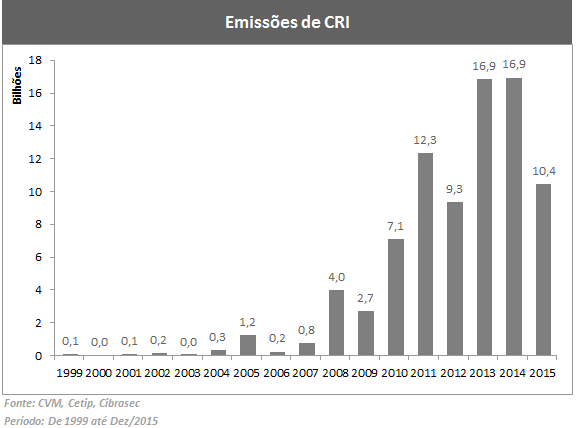 Emissões de CRI
Bilhões
18
16
14
12
10
8
6
4
2
0
0,1 0,0 0,1 0,2 0,0 0,3 1,2 0,2 0,8 4,0 2,7 7,1 12,3 9,3 16,9 16,9 10,4
1999 2000 2001 2002 2003 2004 2005 2006 2007 2008 2009 2010 2011 2012 2013 2014 2015
Fonte: CVM, Cetip, Cibrasec
Período: De 1999 até Dez/2015